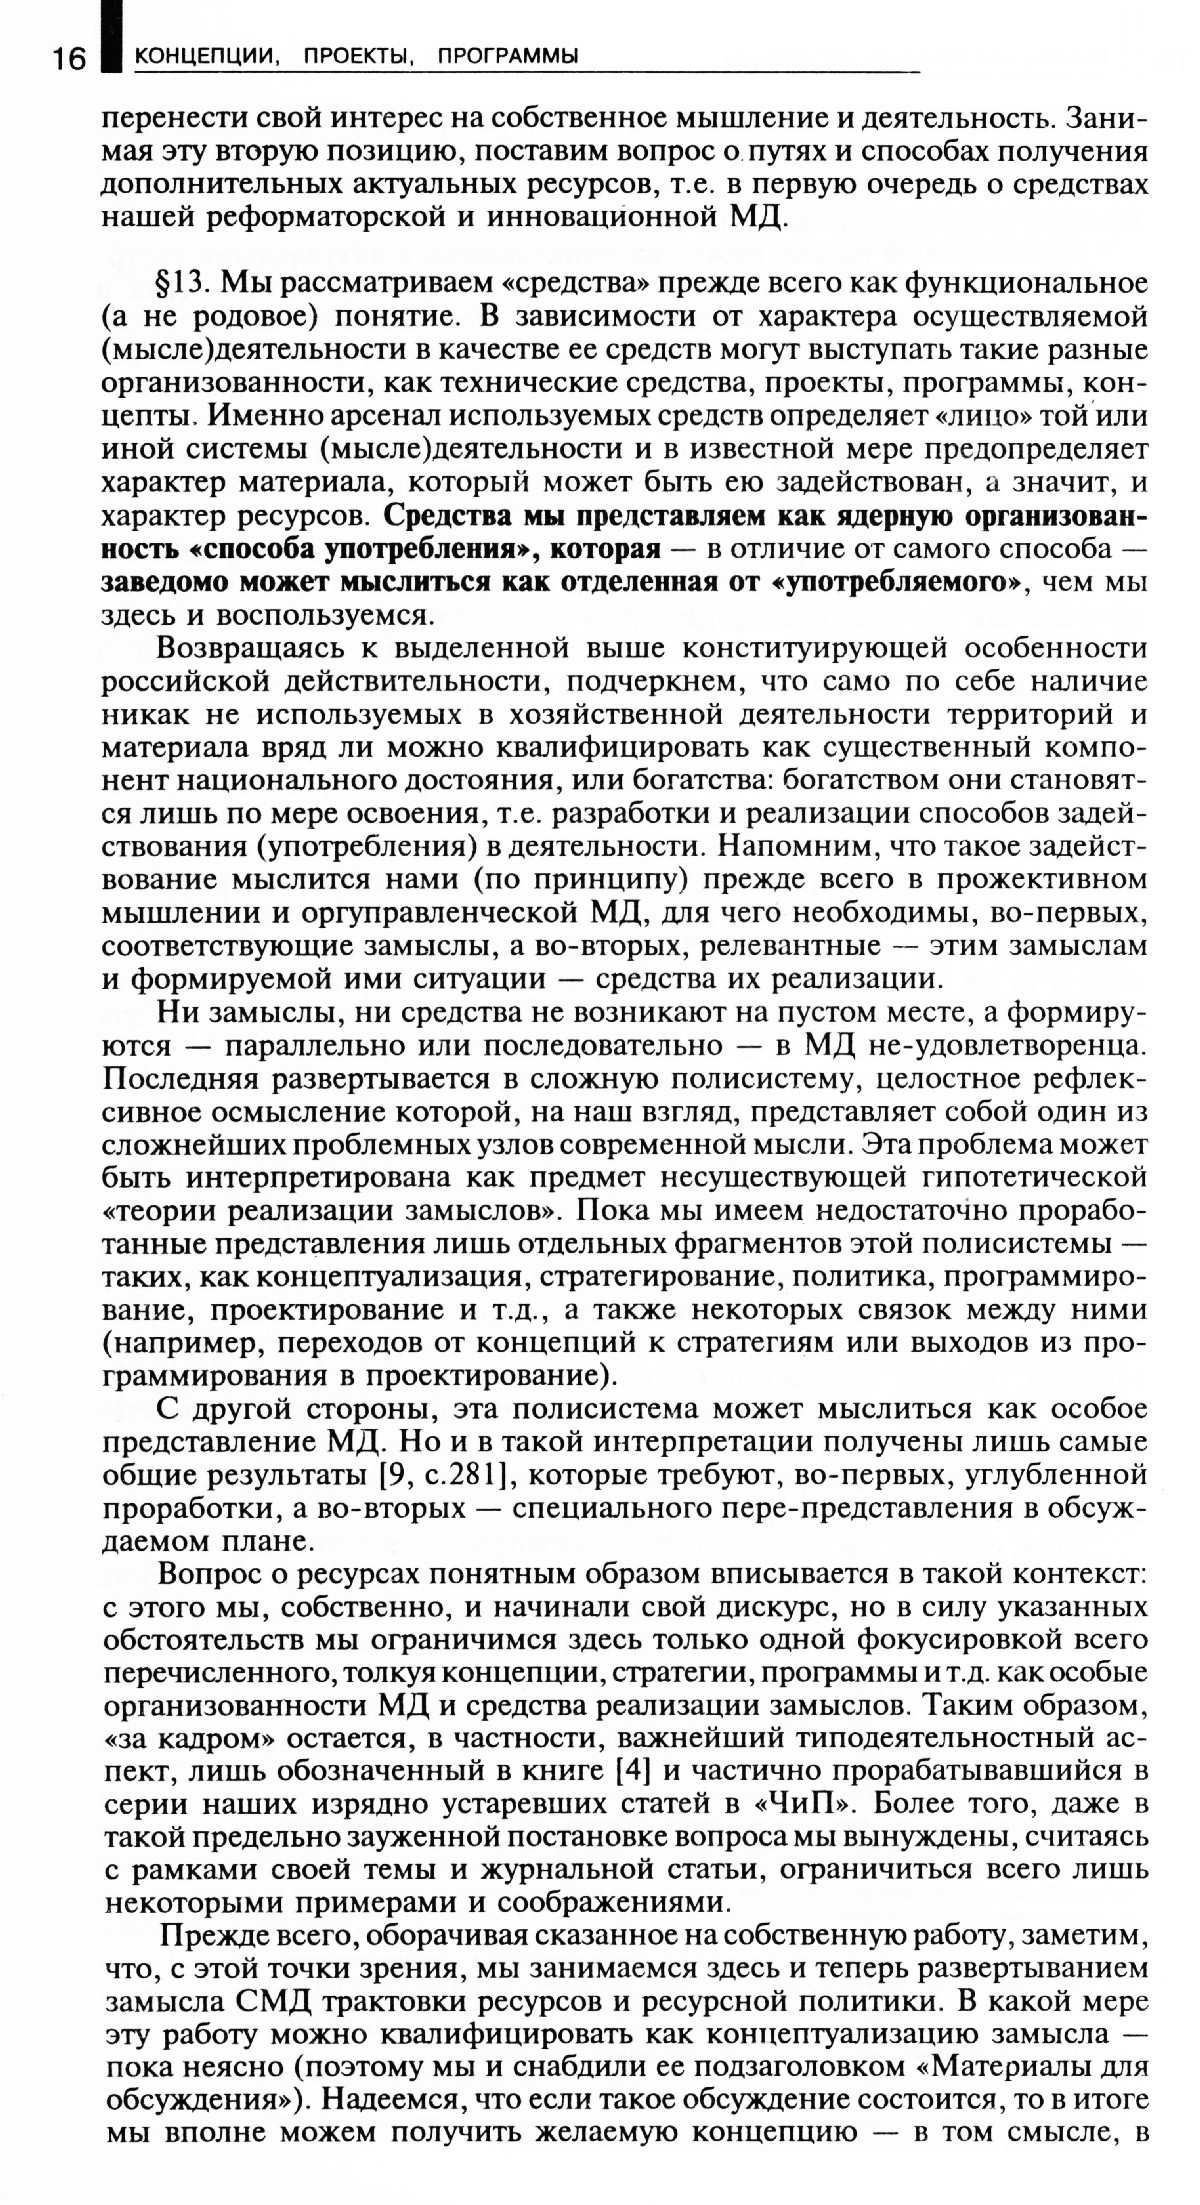 16 КОНЦЕПЦИИ, ПРОЕКТЫ, ПРОГРАММЫ
перенести свой интерес на собственное мышление и деятельность. Зани-
мая эту вторую позицию, поставим вопрос о путях и способах получения
дополнительных актуальных ресурсов, т.е. в первую очередь о средствах
нашей реформаторской и инновационной МД.
§13. Мы рассматриваем «средства» прежде всего как функциональное
(а не родовое) понятие. В зависимости от характера осуществляемой
(мысле)деятельности в качестве ее средств могут выступать такие разные
организованности, как технические средства, проекты, программы, кон-
цепты. Именно арсенал используемых средств определяет «лицо» той или
иной системы (мысле)деятельности и в известной мере предопределяет
характер материала, который может быть ею задействован, а значит, и
характер ресурсов. Средства мы представляем как ядерную организован-
ность «способа употребления», которая — в отличие от самого способа —
заведомо может мыслиться как отделенная от «употребляемого», чем мы
здесь и воспользуемся.
Возвращаясь к выделенной выше конституирующей особенности
российской действительности, подчеркнем, что само по себе наличие
никак не используемых в хозяйственной деятельности территорий и
материала вряд ли можно квалифицировать как существенный компо-
нент национального достояния, или богатства: богатством они становят-
ся лишь по мере освоения, т.е. разработки и реализации способов задей-
ствования (употребления) в деятельности. Напомним, что такое задейст-
вование мыслится нами (по принципу) прежде всего в прожективном
мышлении и оргуправленческой МД, для чего необходимы, во-первых,
соответствующие замыслы, а во-вторых, релевантные — этим замыслам
и формируемой ими ситуации — средства их реализации.
Ни замыслы, ни средства не возникают на пустом месте, а формиру-
ются — параллельно или последовательно — в МД не-удовлетворенца.
Последняя развертывается в сложную полисистему, целостное рефлек-
сивное осмысление которой, на наш взгляд, представляет собой один из
сложнейших проблемных узлов современной мысли. Эта проблема может
быть интерпретирована как предмет несуществующей гипотетической
«теории реализации замыслов». Пока мы имеем недостаточно прорабо-
танные представления лишь отдельных фрагментов этой полисистемы —
таких, как концептуализация, стратегирование, политика, программиро-
вание, проектирование и т.д., а также некоторых связок между ними
(например, переходов от концепций к стратегиям или выходов из про-
граммирования в проектирование).
С другой стороны, эта полисистема может мыслиться как особое
представление МД. Но и в такой интерпретации получены лишь самые
общие результаты [9, с.281], которые требуют, во-первых, углубленной
проработки, а во-вторых — специального пере-представления в обсуж-
даемом плане.
Вопрос о ресурсах понятным образом вписывается в такой контекст:
с этого мы, собственно, и начинали свой дискурс, но в силу указанных
обстоятельств мы ограничимся здесь только одной фокусировкой всего
перечисленного, толкуя концепции, стратегии, программы и т.д. как особые
организованности МД и средства реализации замыслов. Таким образом,
«за кадром» остается, в частности, важнейший типодеятельностный ас-
пект, лишь обозначенный в книге [4] и частично прорабатывавшийся в
серии наших изрядно устаревших статей в «ЧиП». Более того, даже в
такой предельно зауженной постановке вопроса мы вынуждены, считаясь
с рамками своей темы и журнальной статьи, ограничиться всего лишь
некоторыми примерами и соображениями.
Прежде всего, оборачивая сказанное на собственную работу, заметим,
что, с этой точки зрения, мы занимаемся здесь и теперь развертыванием
замысла СМД трактовки ресурсов и ресурсной политики. В какой мере
эту работу можно квалифицировать как концептуализацию замысла —
пока неясно (поэтому мы и снабдили ее подзаголовком «Материалы для
обсуждения»). Надеемся, что если такое обсуждение состоится, то в итоге
мы вполне можем получить желаемую концепцию — в том смысле, в